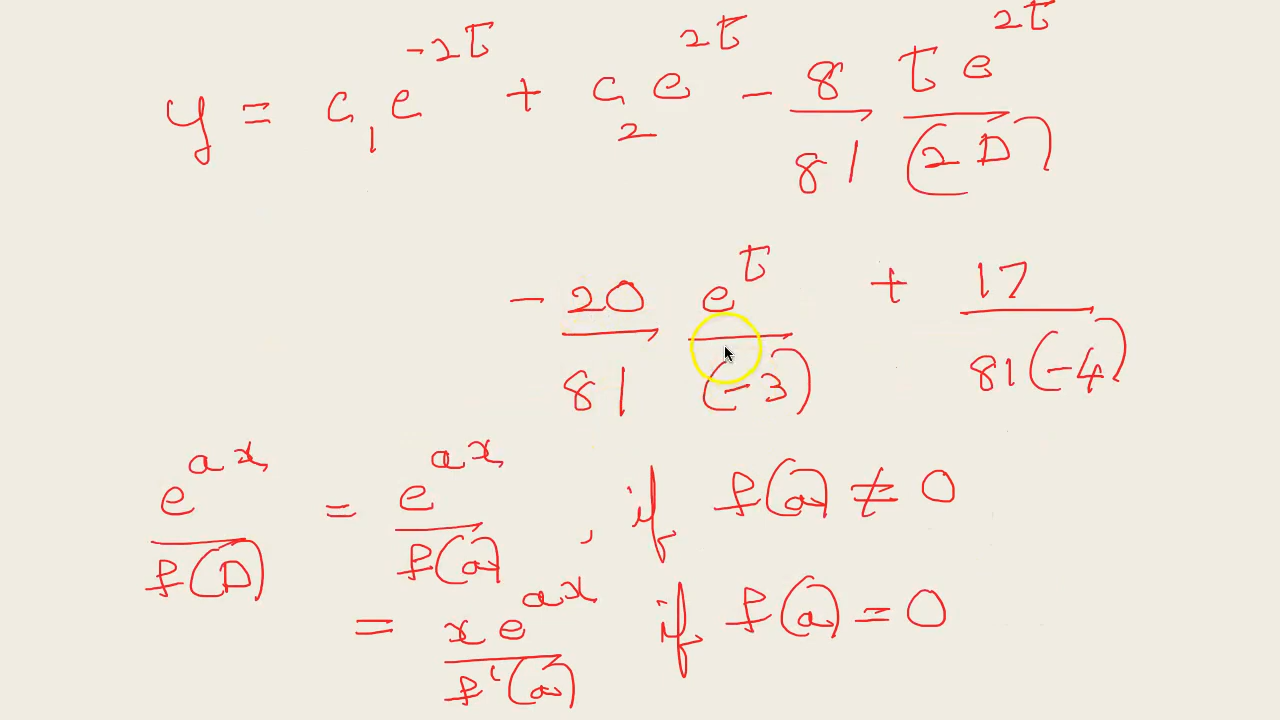 y = c₁e^{-2t} + c₂e^{2t} - 8/81 te^{2t}/(2D)
- 20/81 e^t/(-3) + 17/81(-4)
e^{ax}/f(D) = e^{ax}/f(a), if f(a) ≠ 0
= xe^{ax}/f'(a) if f(a) = 0